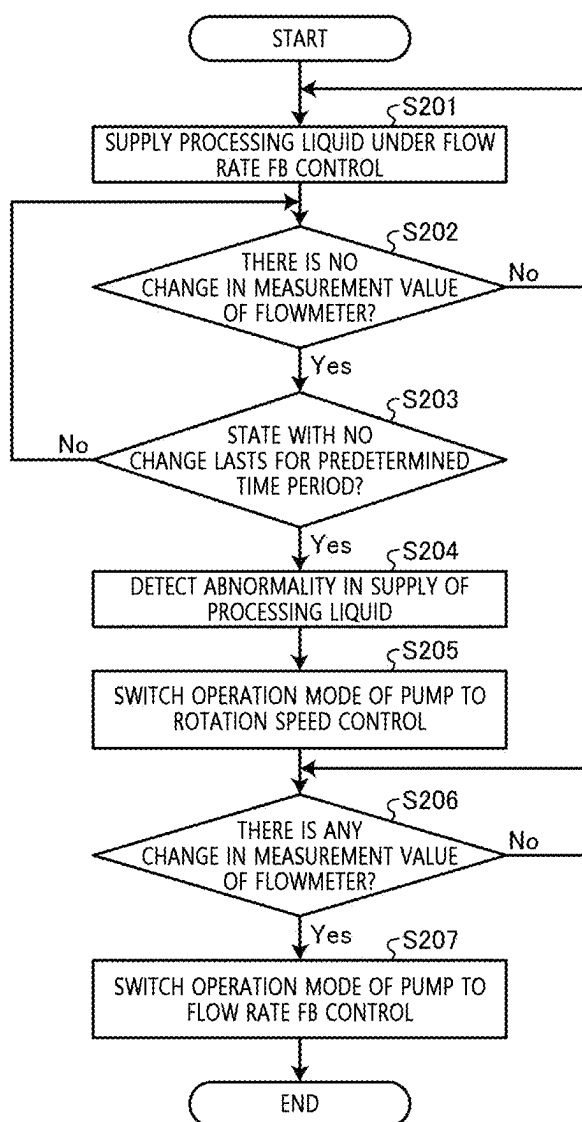 START
S201
SUPPLY PROCESSING LIQUID UNDER FLOW
RATE FB CONTROL
S202
THERE IS NO
CHANGE IN MEASUREMENT VALUE
OF FLOWMETER?
No
Yes
S203
STATE WITH NO
CHANGE LASTS FOR PREDETERMINED
TIME PERIOD?
No
Yes
S204
DETECT ABNORMALITY IN SUPPLY OF
PROCESSING LIQUID
S205
SWITCH OPERATION MODE OF PUMP TO
ROTATION SPEED CONTROL
S206
THERE IS ANY
CHANGE IN MEASUREMENT VALUE
OF FLOWMETER?
No
Yes
S207
SWITCH OPERATION MODE OF PUMP TO
FLOW RATE FB CONTROL
END